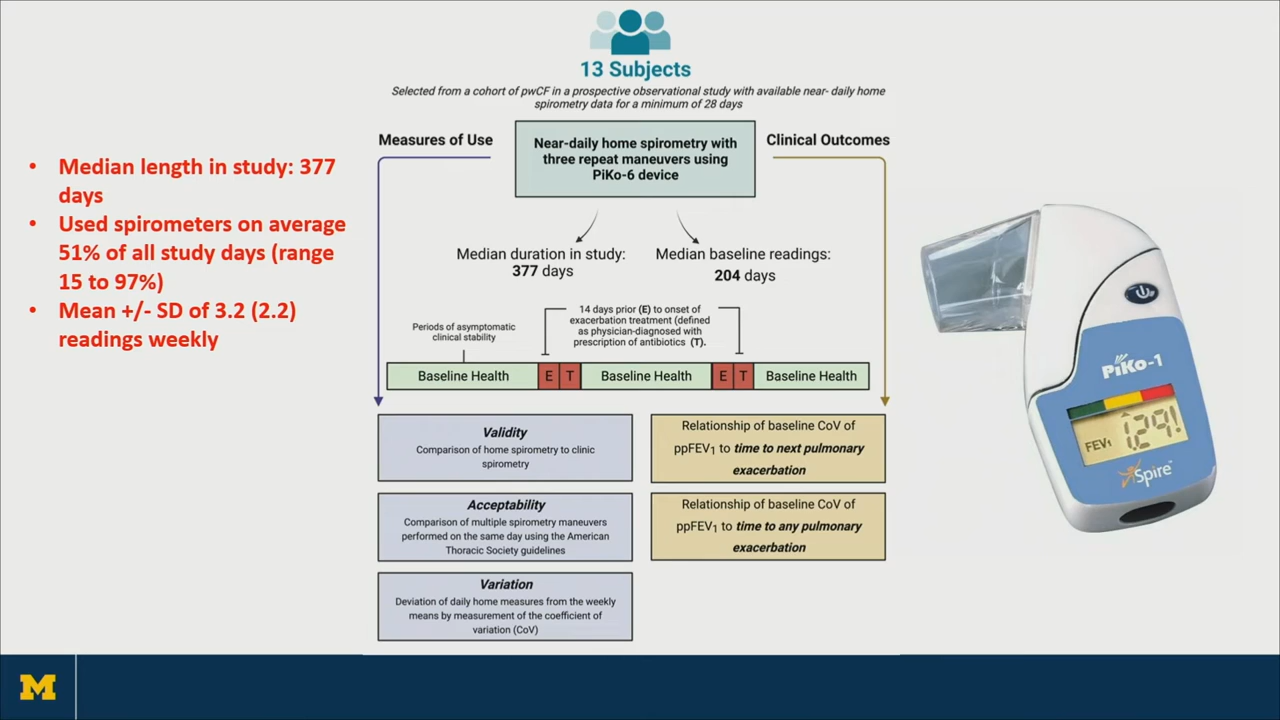 13 Subjects
Selected from a cohort of pwCF in a prospective observational study with available near- daily home
spirometry data for a minimum of 28 days
• Median length in study: 377
days
• Used spirometers on average
51% of all study days (range
15 to 97%)
• Mean +/- SD of 3.2 (2.2)
readings weekly
Measures of Use
Near-daily home spirometry with
three repeat maneuvers using
PiKo-6 device
Clinical Outcomes
Median duration in study:
377 days
Median baseline readings:
204 days
Periods of asymptomatic
clinical stability
14 days prior (E) to onset of
exacerbation treatment (defined
as physician-diagnosed with
prescription of antibiotics (T).
Baseline Health
E
T
Baseline Health
E
T
Baseline Health
Validity
Comparison of home spirometry to clinic
spirometry
Acceptability
Comparison of multiple spirometry maneuvers
performed on the same day using the American
Thoracic Society guidelines
Variation
Deviation of daily home measures from the weekly
means by measurement of the coefficient of
variation (CoV)
Relationship of baseline CoV of
ppFEV1 to time to next pulmonary
exacerbation
Relationship of baseline CoV of
ppFEV1 to time to any pulmonary
exacerbation
PiKo-1
FEV1 1.29!
nSpire™
M